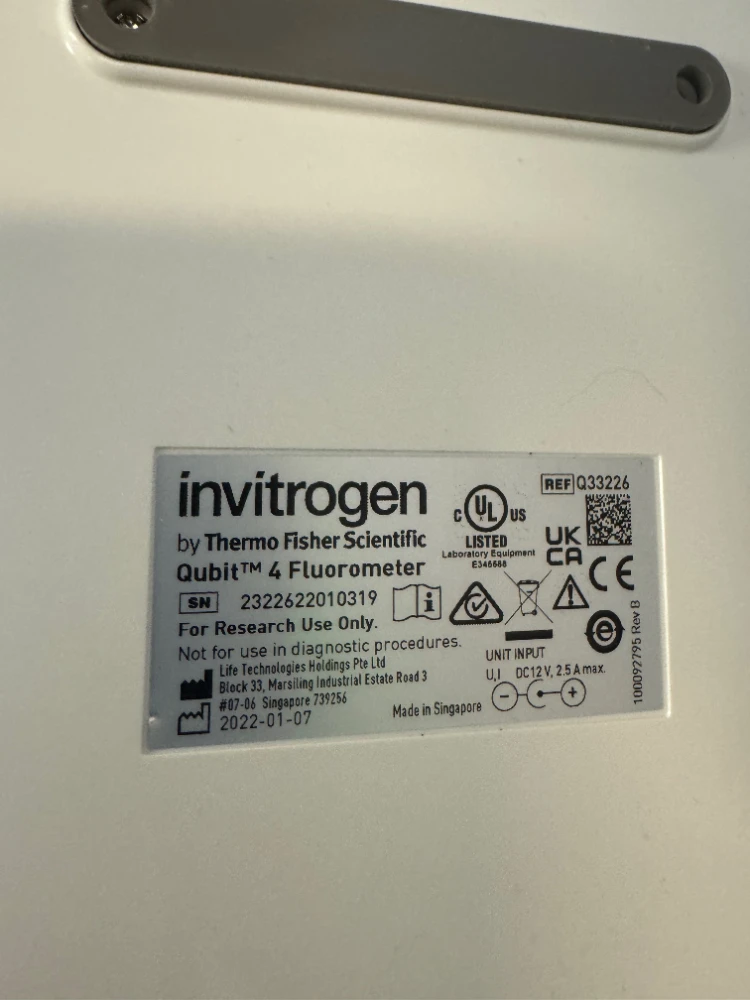 invitrogen
by Thermo Fisher Scientific
Qubit™ 4 Fluorometer
SN 2322622010319
For Research Use Only.
Not for use in diagnostic procedures.
Life Technologies Holdings Pte Ltd
Block 33, Marsiling Industrial Estate Road 3
#07-06 Singapore 739256
2022-01-07
Made in Singapore
C UL US
LISTED
Laboratory Equipment
E346688
REF Q33226
UK
CA
CE
i
e
UNIT INPUT
U,I DC12V, 2.5 A max.
100092795 Rev B